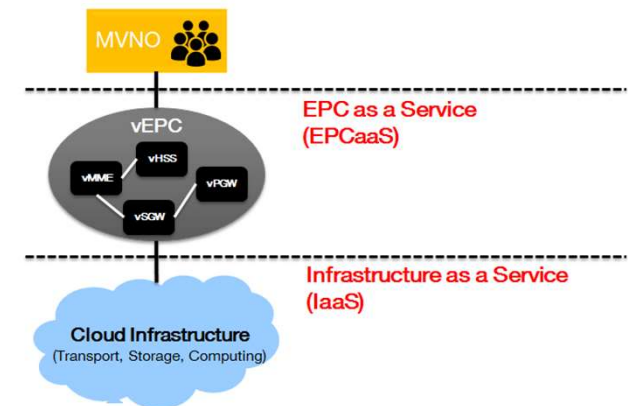 MVNO
EPC as a Service
(EPCaaS)
vEPC
vHSS
vMME
vPGW
vSGW
Infrastructure as a Service
(IaaS)
Cloud Infrastructure
(Transport, Storage, Computing)